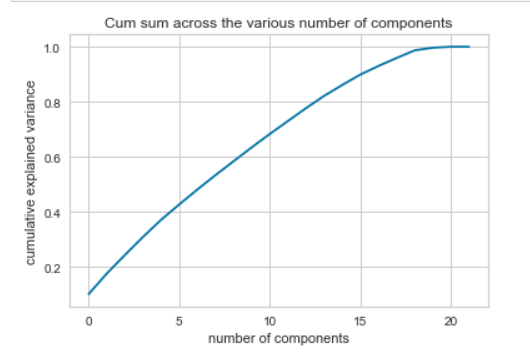 Cum sum across the various number of components
1.0
0.8
0.6
0.4
0.2
cumulative explained variance
0 5 10 15 20
number of components